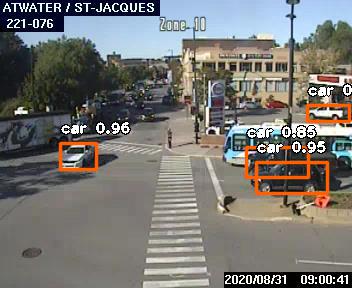 ATWATER / ST-JACQUES
221-076
Zone 10
car 0
car 0.96
car 0.85
car 0.95
2020/08/31 09:00:41